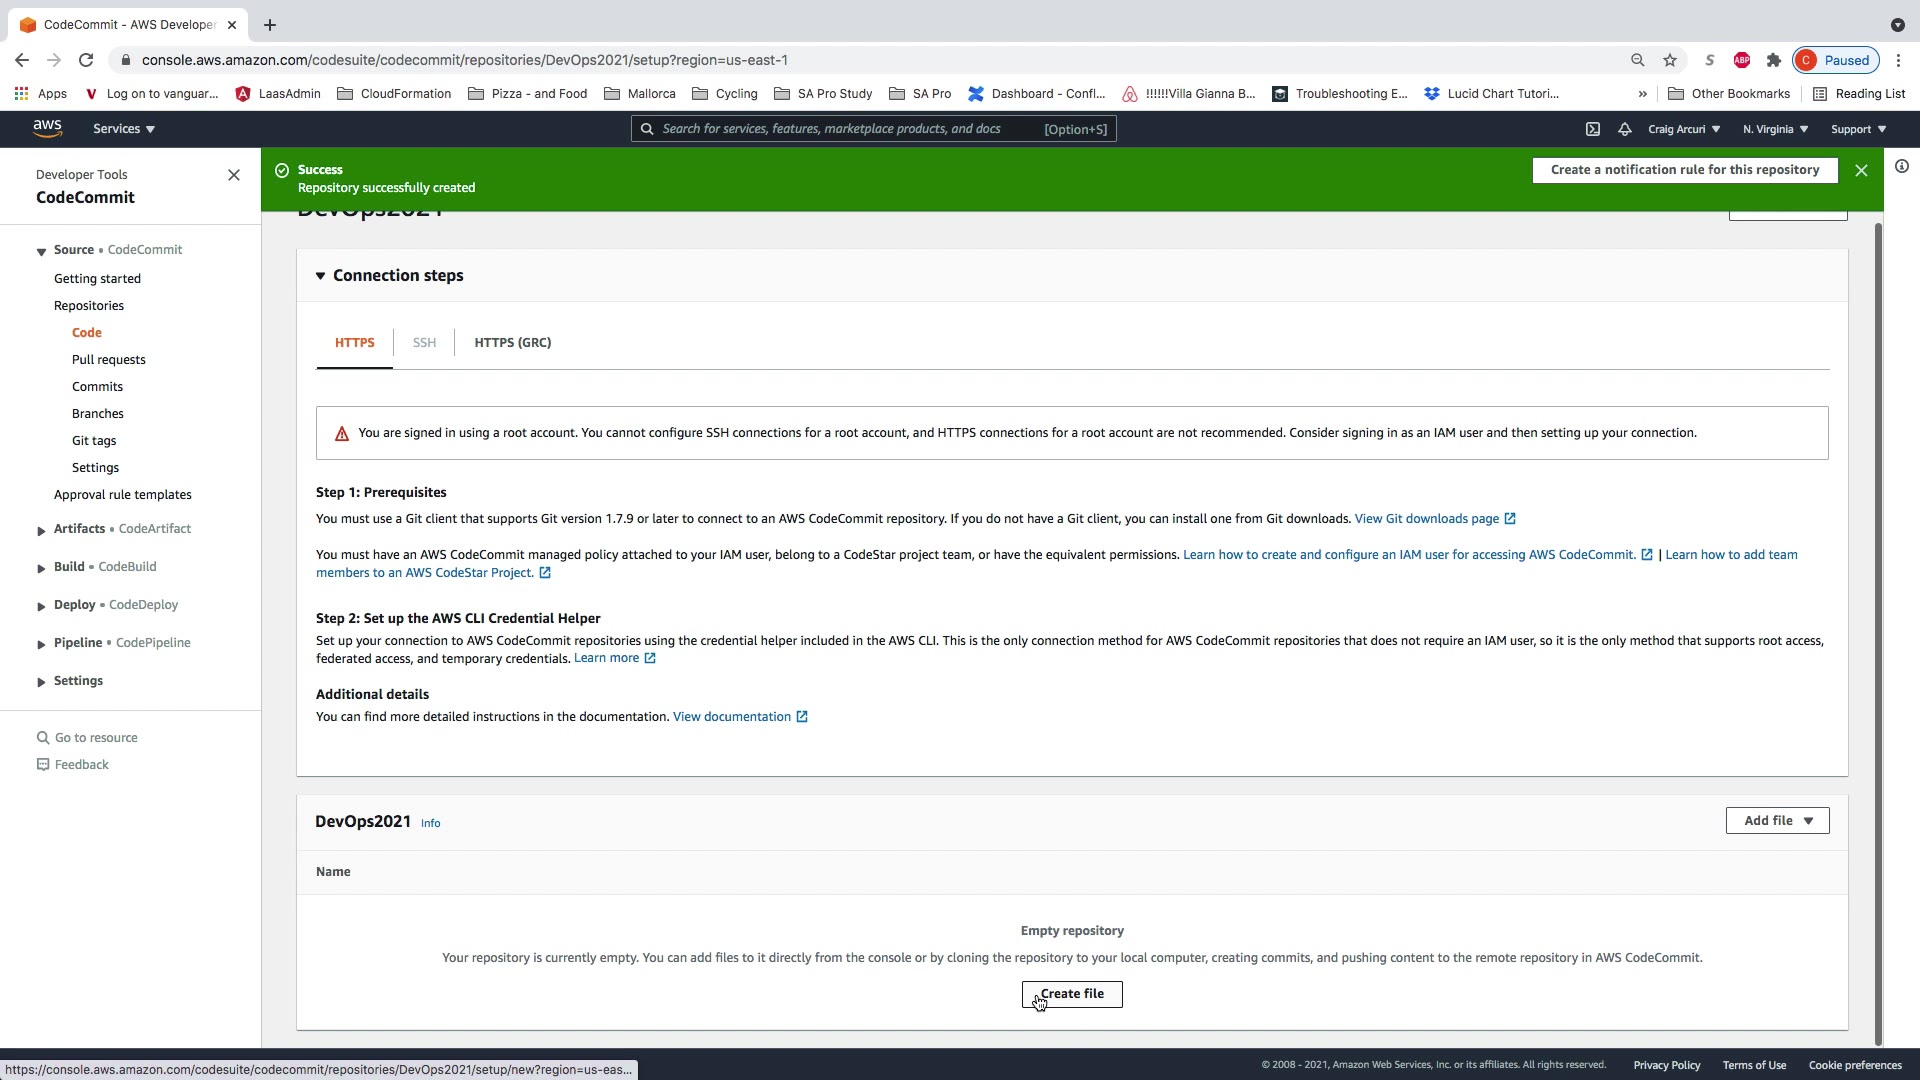 CodeCommit - AWS Developer
console.aws.amazon.com/codesuite/codecommit/repositories/DevOps2021/setup?region=us-east-1
S ABP C Paused
Apps Log on to vanguar... LaasAdmin CloudFormation Pizza - and Food Mallorca Cycling SA Pro Study SA Pro Dashboard - Confl... !!!!!!Villa Gianna B... Troubleshooting E... Lucid Chart Tutori... » Other Bookmarks Reading List
aws Services Search for services, features, marketplace products, and docs [Option+S] Craig Arcuri N. Virginia Support
Developer Tools
CodeCommit
Source • CodeCommit
Getting started
Repositories
Code
Pull requests
Commits
Branches
Git tags
Settings
Approval rule templates
Artifacts • CodeArtifact
Build • CodeBuild
Deploy • CodeDeploy
Pipeline • CodePipeline
Settings
Go to resource
Feedback
Success
Repository successfully created
Create a notification rule for this repository
DevOps2021
Connection steps
HTTPS SSH HTTPS (GRC)
You are signed in using a root account. You cannot configure SSH connections for a root account, and HTTPS connections for a root account are not recommended. Consider signing in as an IAM user and then setting up your connection.
Step 1: Prerequisites
You must use a Git client that supports Git version 1.7.9 or later to connect to an AWS CodeCommit repository. If you do not have a Git client, you can install one from Git downloads. View Git downloads page
You must have an AWS CodeCommit managed policy attached to your IAM user, belong to a CodeStar project team, or have the equivalent permissions. Learn how to create and configure an IAM user for accessing AWS CodeCommit. | Learn how to add team
members to an AWS CodeStar Project.
Step 2: Set up the AWS CLI Credential Helper
Set up your connection to AWS CodeCommit repositories using the credential helper included in the AWS CLI. This is the only connection method for AWS CodeCommit repositories that does not require an IAM user, so it is the only method that supports root access,
federated access, and temporary credentials. Learn more
Additional details
You can find more detailed instructions in the documentation. View documentation
DevOps2021 Info
Add file
Name
Empty repository
Your repository is currently empty. You can add files to it directly from the console or by cloning the repository to your local computer, creating commits, and pushing content to the remote repository in AWS CodeCommit.
Create file
https://console.aws.amazon.com/codesuite/codecommit/repositories/DevOps2021/setup/new?region=us-eas...
© 2008 - 2021, Amazon Web Services, Inc. or its affiliates. All rights reserved. Privacy Policy Terms of Use Cookie preferences